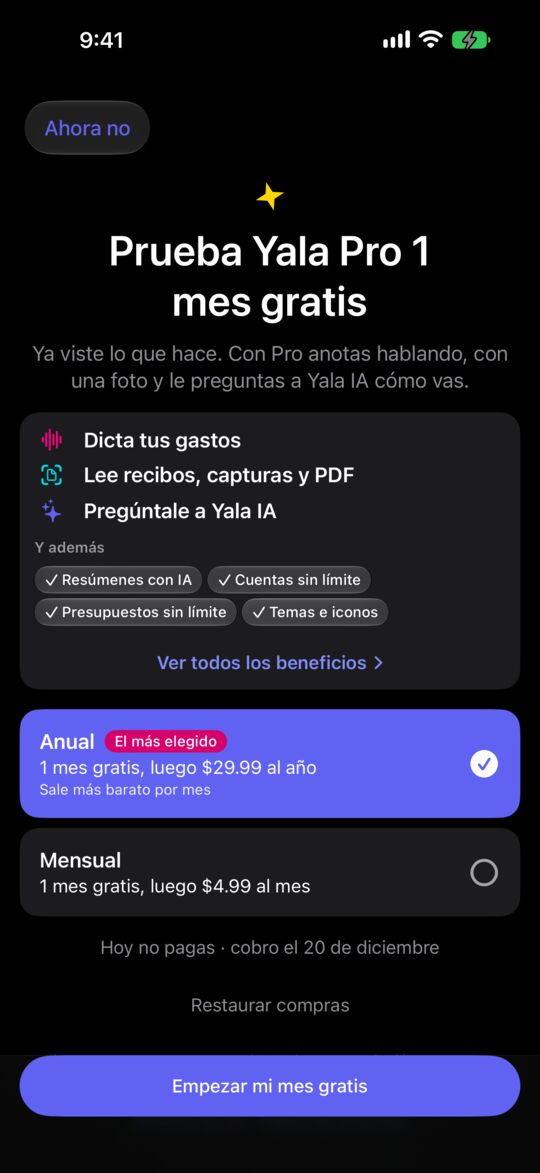 9:41
Ahora no
Prueba Yala Pro 1
mes gratis
Ya viste lo que hace. Con Pro anotas hablando, con
una foto y le preguntas a Yala IA cómo vas.
Dicta tus gastos
Lee recibos, capturas y PDF
Pregúntale a Yala IA
Y además
Resúmenes con IA
Cuentas sin límite
Presupuestos sin límite
Temas e iconos
Ver todos los beneficios
Anual
El más elegido
1 mes gratis, luego $29.99 al año
Sale más barato por mes
Mensual
1 mes gratis, luego $4.99 al mes
Hoy no pagas · cobro el 20 de diciembre
Restaurar compras
Empezar mi mes gratis